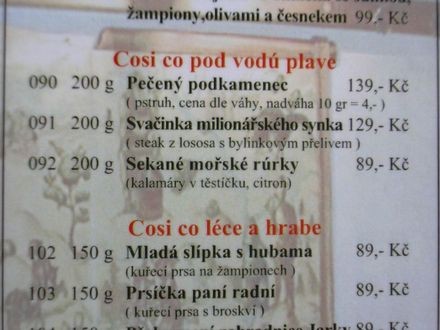 žampiony,olivami a česnekem 99,- Kč
Cosi co pod vodú plave
090 200 g Pečený podkamenec 139,- Kč
( pstruh, cena dle váhy, nadváha 10 gr = 4,- )
091 200 g Svačinka milionářského synka 129,- Kč
( steak z lososa s bylinkovým přelivem )
092 200 g Sekané mořské rúrky 89,- Kč
(kalamáry v těstíčku, citron)
Cosi co léce a hrabe
102 150 g Mladá slípka s hubama 89,- Kč
(kuřecí prsa na žampionech )
103 150 g Prsíčka paní radní 89,- Kč
( kuřecí prsa s broskví )